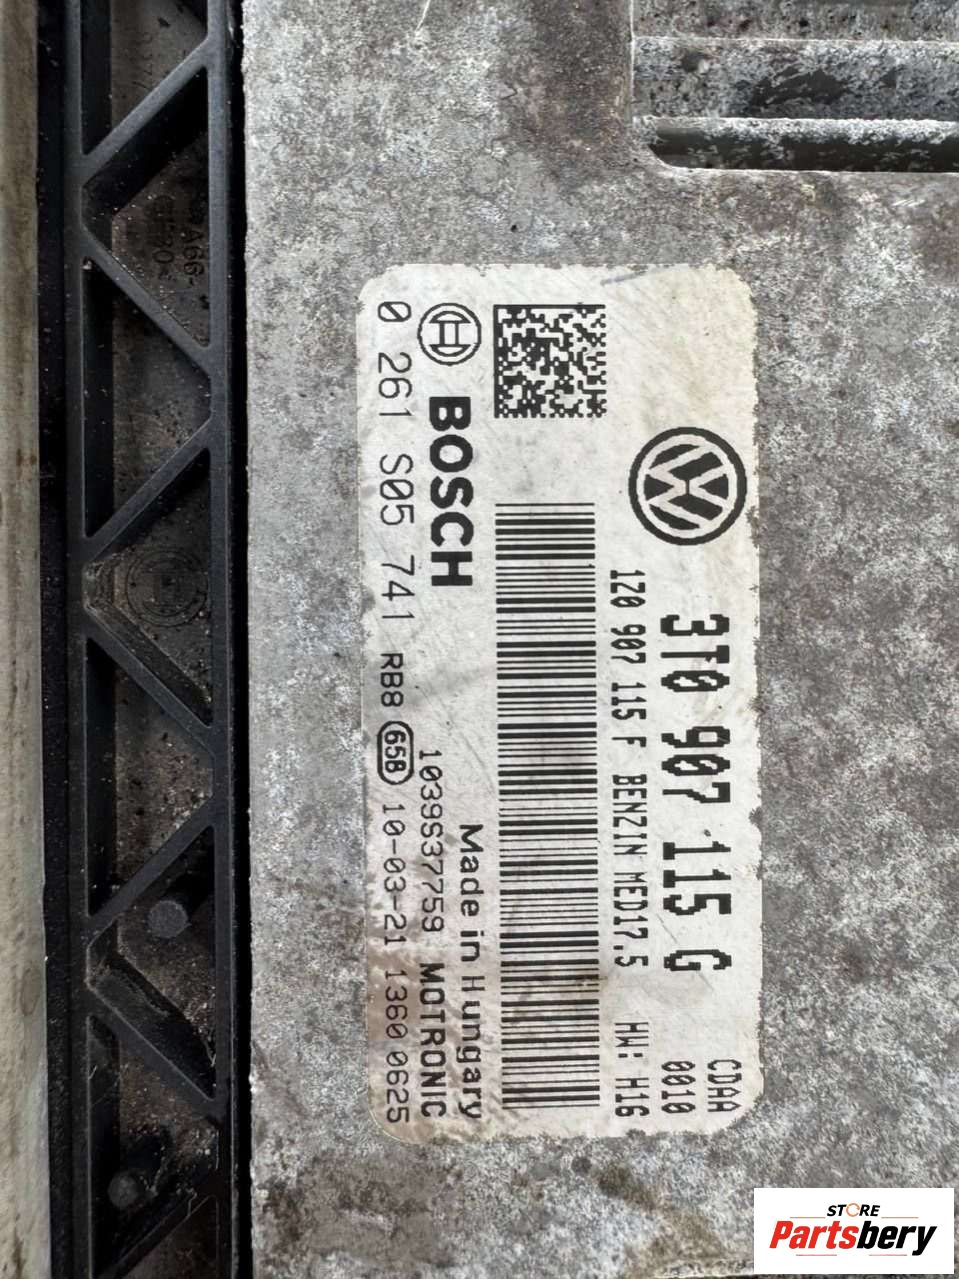 3T0 907 115 G
CDAA
0010
1Z0 907 115 F BENZIN MED17.5
HW: H16
BOSCH
Made in Hungary
1039S37759 MOTRONIC
0 261 S05 741 RB8 65B 10-03-21 1360 0625
STORE
Partsbery